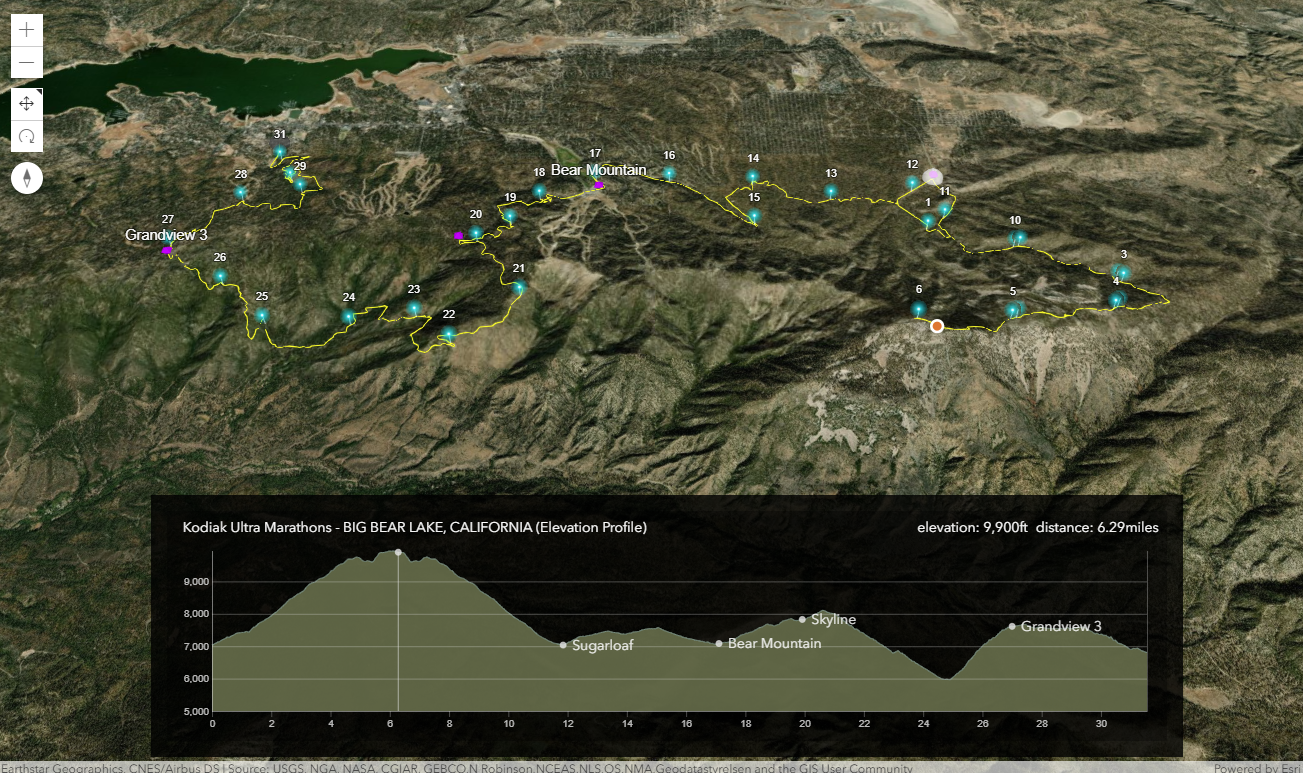 31
17
14
16
29
12
Bear Mountain
13
28
18
11
15
19
1
27
20
10
Grandview 3
3
26
21
4
6
5
23
25
24
22
Kodiak Ultra Marathons - BIG BEAR LAKE, CALIFORNIA (Elevation Profile)
elevation: 9,900ft distance: 6.29miles
9,000
8,000
7,000
6,000
5,000
Skyline
Grandview 3
Sugarloaf
Bear Mountain
0 2 4 6 8 10 12 14 16 18 20 22 24 26 28 30
Earthstar Geographics, CNES/Airbus DS | Source: USGS, NGA, NASA, CGIAR, GEBCO,N Robinson,NCEAS,NLS,OS,NMA,Geodatastyrelsen and the GIS User Community
Powered by Esri